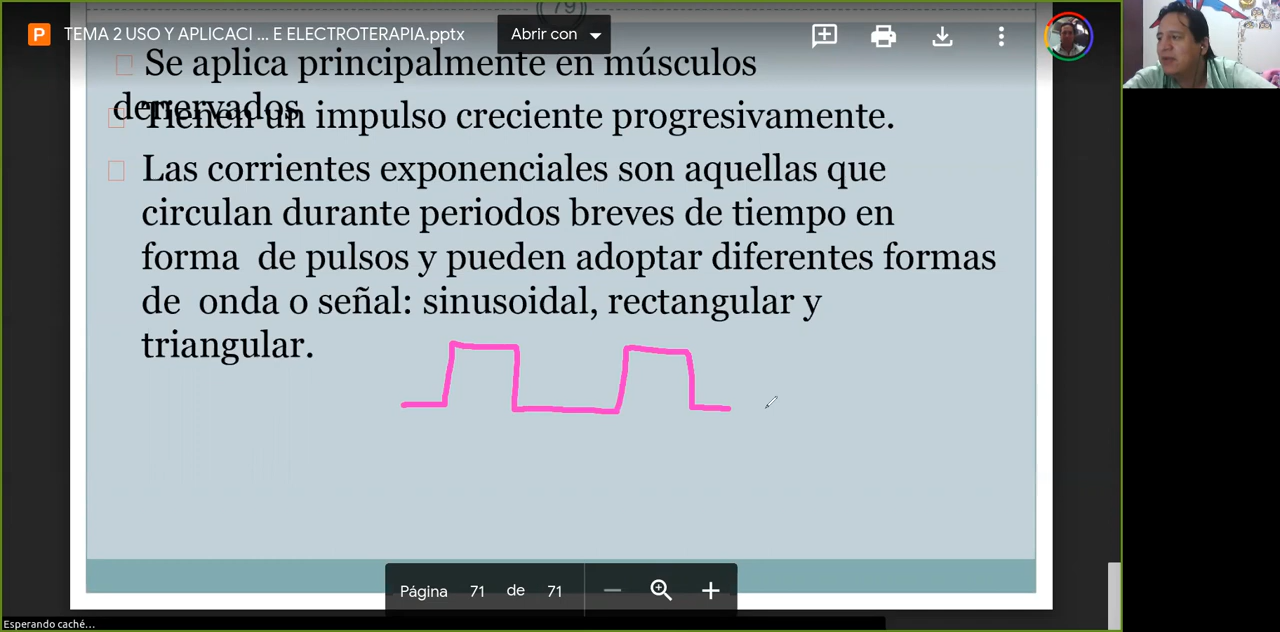 79
TEMA 2 USO Y APLICACI ... E ELECTROTERAPIA.pptx
Abrir con
Se aplica principalmente en músculos
denervados
Tienen un impulso creciente progresivamente.
Las corrientes exponenciales son aquellas que
circulan durante periodos breves de tiempo en
forma de pulsos y pueden adoptar diferentes formas
de onda o señal: sinusoidal, rectangular y
triangular.
Página 71 de 71
Esperando caché...